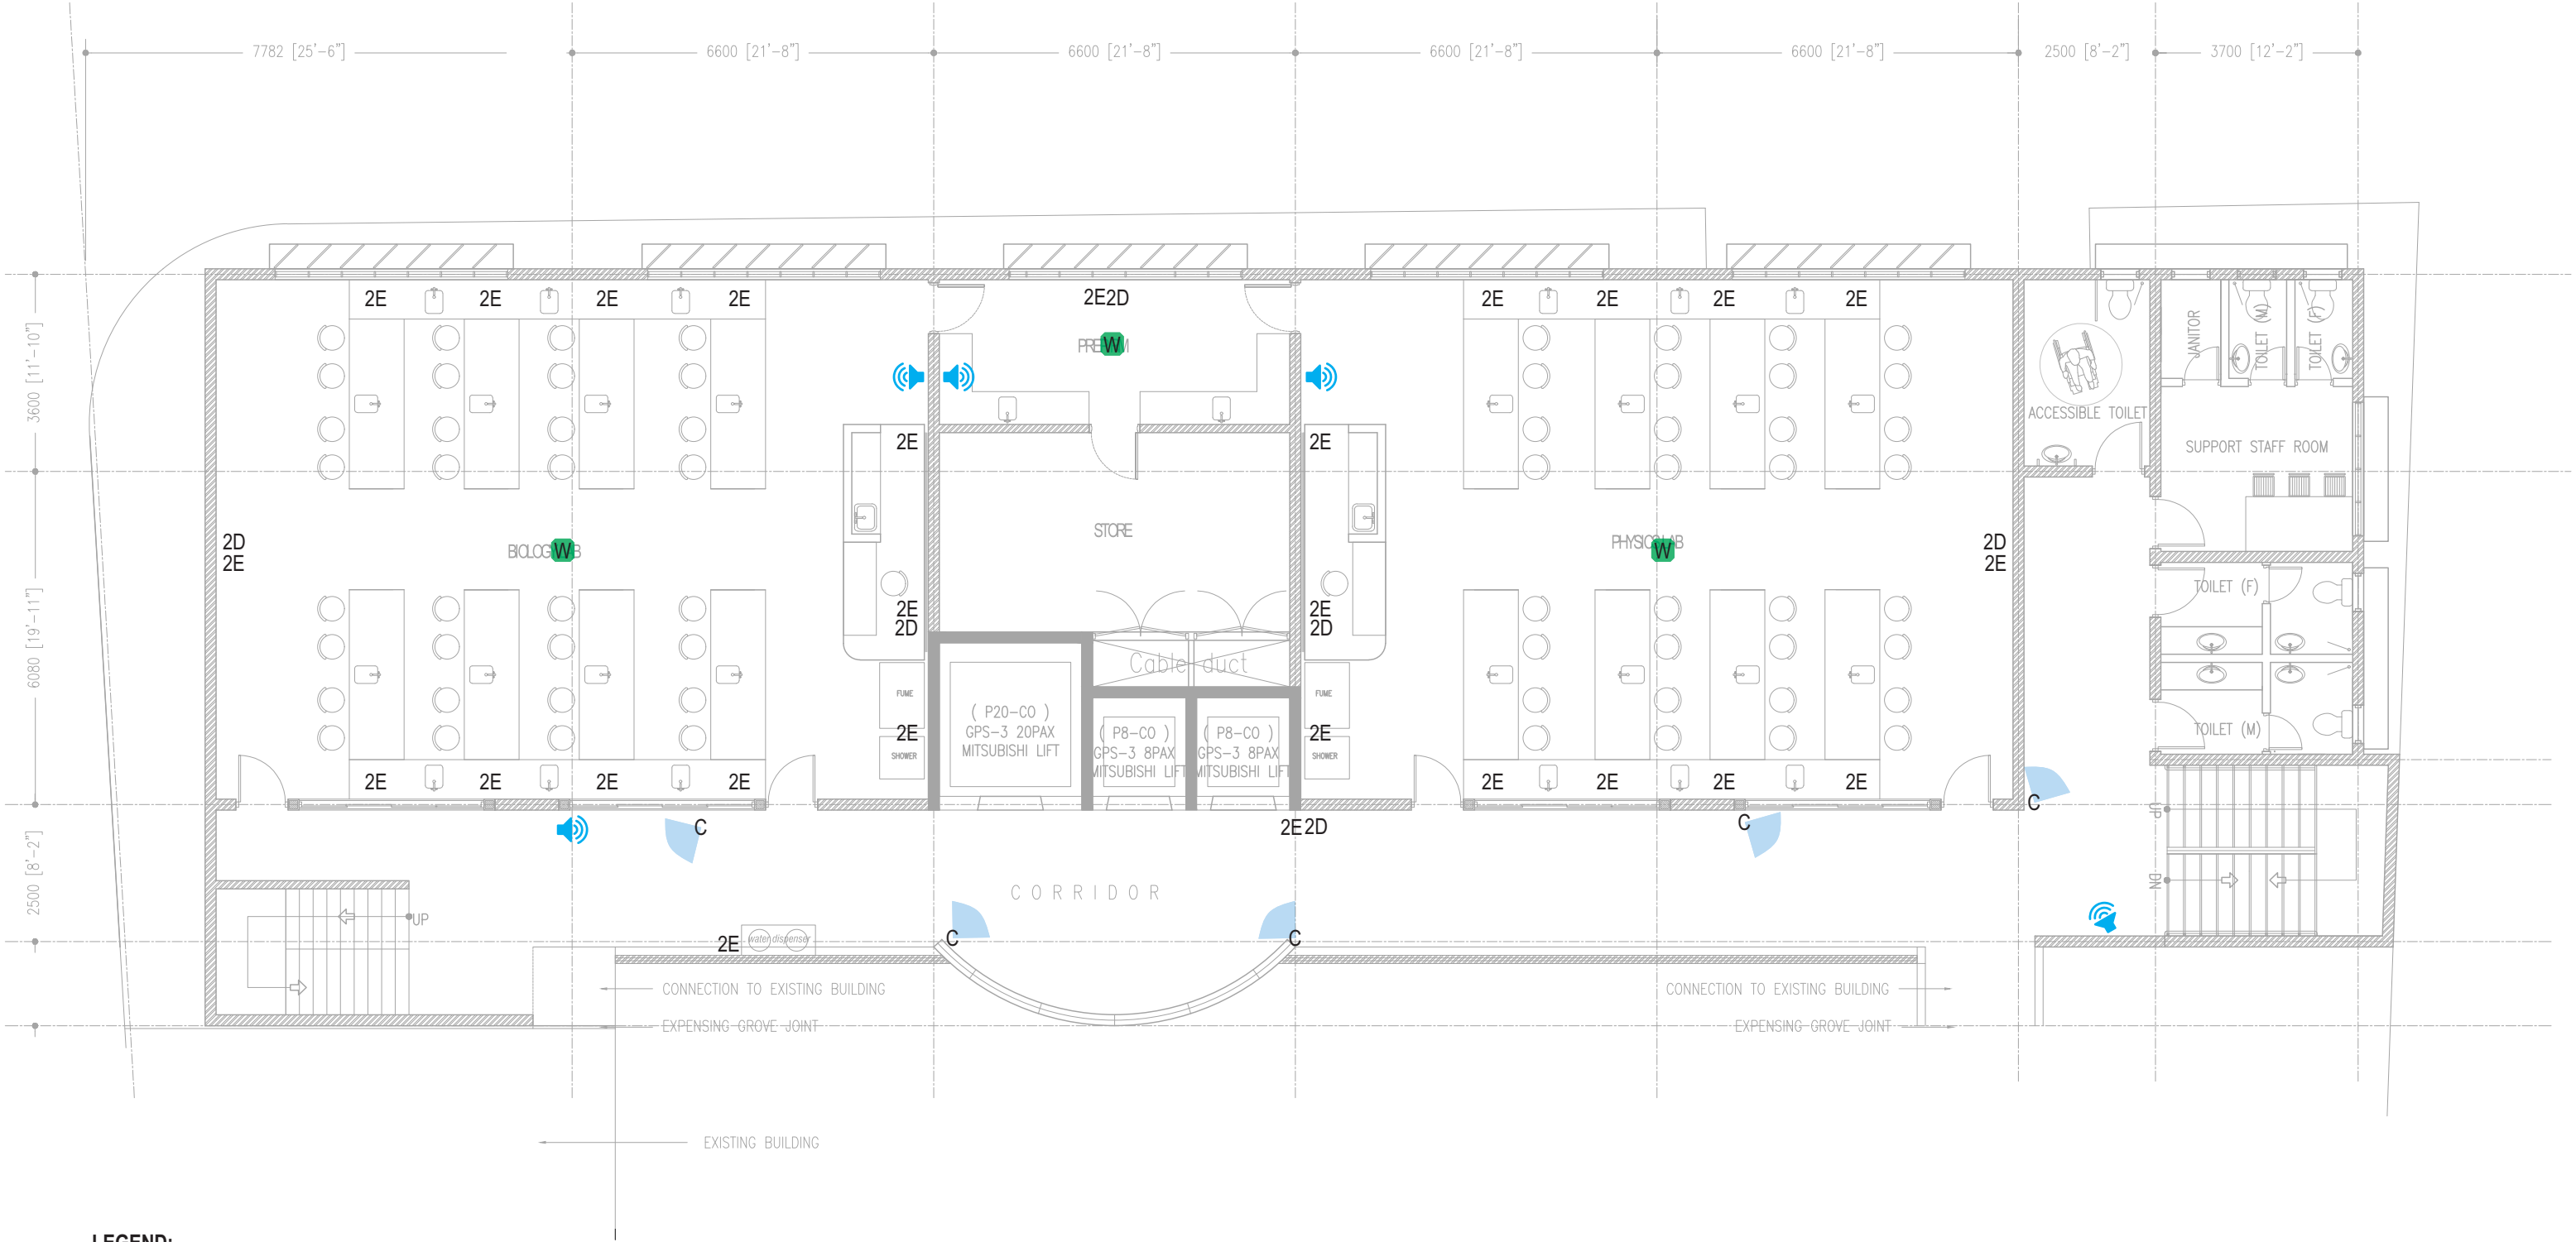 7782 [25'-6"] 6600 [21'-8"] 6600 [21'-8"] 6600 [21'-8"] 6600 [21'-8"] 2500 [8'-2"] 3700 [12'-2"]
3600 [11'-10"]
6080 [19'-11"]
2500 [8'-2"]
2E 2E 2E 2E 2E2D 2E 2E 2E 2E
W
JANITOR
TOILET (M)
TOILET (F)
ACCESSIBLE TOILET
2E 2E
SUPPORT STAFF ROOM
STORE
2D
2E
W
W
2D
2E
TOILET (F)
2E
2D
2E
2D
Cable duct
FUME FUME
( P20-CO )
GPS-3 20PAX
MITSUBISHI LIFT
( P8-CO )
GPS-3 8PAX
MITSUBISHI LIFT
( P8-CO )
GPS-3 8PAX
MITSUBISHI LIFT
2E 2E
TOILET (M)
SHOWER SHOWER
2E 2E 2E 2E 2E 2E 2E 2E
C
UP
C 2E 2D C
DN
CORRIDOR
UP
2E water dispenser C C
CONNECTION TO EXISTING BUILDING CONNECTION TO EXISTING BUILDING
EXPENSING GROVE JOINT EXPENSING GROVE JOINT
EXISTING BUILDING
LEGEND: